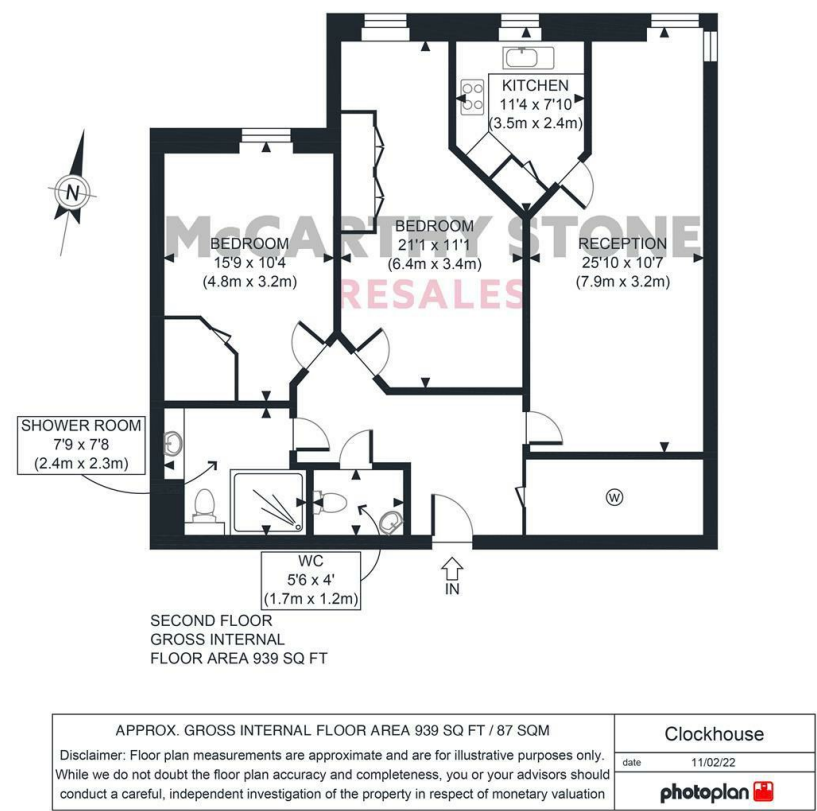 KITCHEN
11'4 x 7'10
(3.5m x 2.4m)
N
McCARTHY STONE
RESALES
BEDROOM
15'9 x 10'4
(4.8m x 3.2m)
BEDROOM
21'1 x 11'1
(6.4m x 3.4m)
RECEPTION
25'10 x 10'7
(7.9m x 3.2m)
SHOWER ROOM
7'9 x 7'8
(2.4m x 2.3m)
W
WC
5'6 x 4'
(1.7m x 1.2m)
IN
SECOND FLOOR
GROSS INTERNAL
FLOOR AREA 939 SQ FT
APPROX. GROSS INTERNAL FLOOR AREA 939 SQ FT / 87 SQM
Disclaimer: Floor plan measurements are approximate and are for illustrative purposes only.
While we do not doubt the floor plan accuracy and completeness, you or your advisors should
conduct a careful, independent investigation of the property in respect of monetary valuation
Clockhouse
date 11/02/22
photoplan